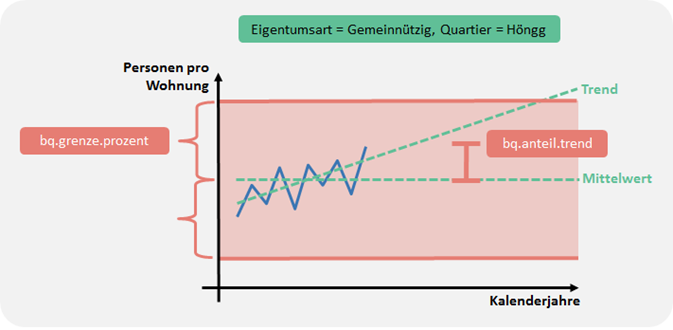 Eigentumsart = Gemeinnützig, Quartier = Höngg
Personen pro
Wohnung
Trend
bq.grenze.prozent
bq.anteil.trend
Mittelwert
Kalenderjahre